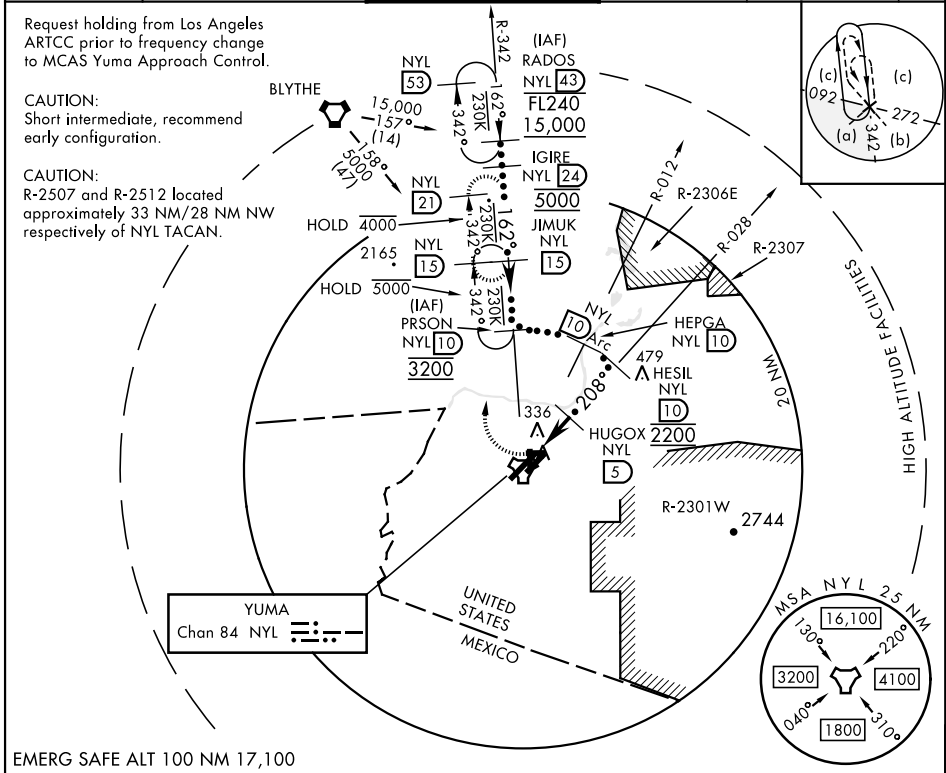 Request holding from Los Angeles
ARTCC prior to frequency change
to MCAS Yuma Approach Control.
CAUTION:
Short intermediate, recommend
early configuration.
CAUTION:
R-2507 and R-2512 located
approximately 33 NM/28 NM NW
respectively of NYL TACAN.
BLYTHE
15,000
157°
(14)
158°
5000
(47)
R-342
NYL
53
230K
342°
162°
(IAF)
RADOS
NYL 43
FL240
15,000
IGIRE
NYL 24
5000
NYL
21
HOLD 4000
230K
342°
162°
JIMUK
NYL
15
2165
NYL
15
HOLD 5000
230K
342°
(IAF)
PRSON
NYL 10
3200
NYL
10 Arc
HEPGA
NYL 10
R-012
R-2306E
R-028
R-2307
479
HESIL
NYL
10
2200
208°
336
HUGOX
NYL
5
20 NM
HIGH ALTITUDE FACILITIES
R-2301W
2744
YUMA
Chan 84 NYL
UNITED
STATES
MEXICO
(c)
(c)
092
272
(a)
342
(b)
MSA NYL 25 NM
16,100
130°
220°
3200
4100
040°
310°
1800
EMERG SAFE ALT 100 NM 17,100